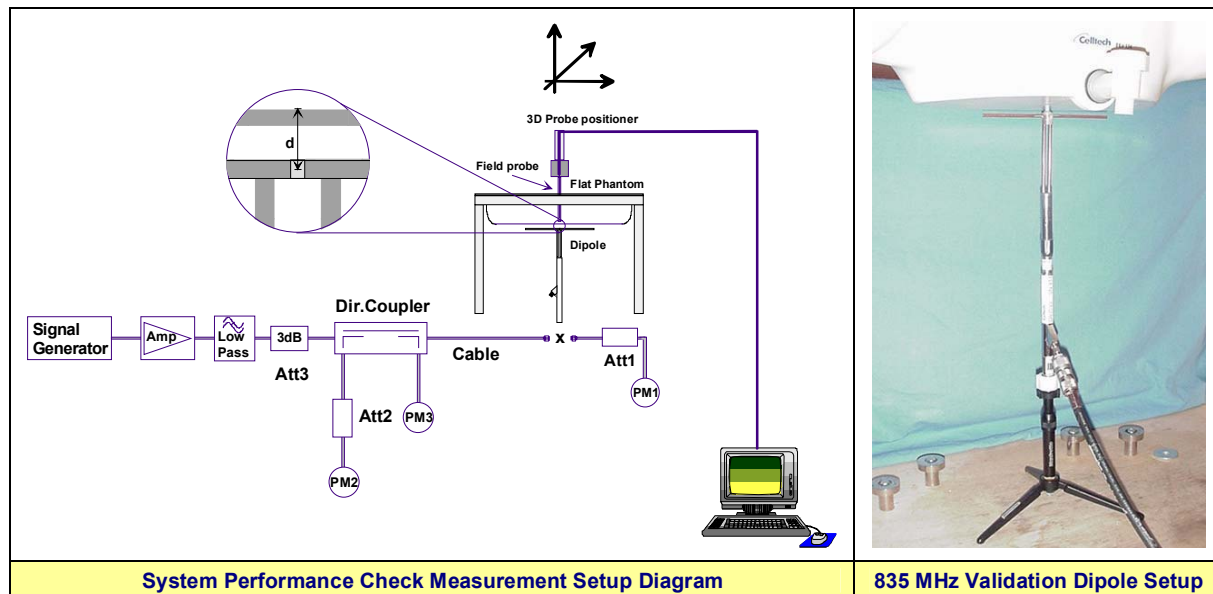 d
3D Probe positioner
Field probe
Flat Phantom
Dipole
Signal
Generator
Amp
Low
Pass
3dB
Att3
Dir.Coupler
Cable
x
Att1
PM1
Att2
PM3
PM2
Celltech
System Performance Check Measurement Setup Diagram
835 MHz Validation Dipole Setup